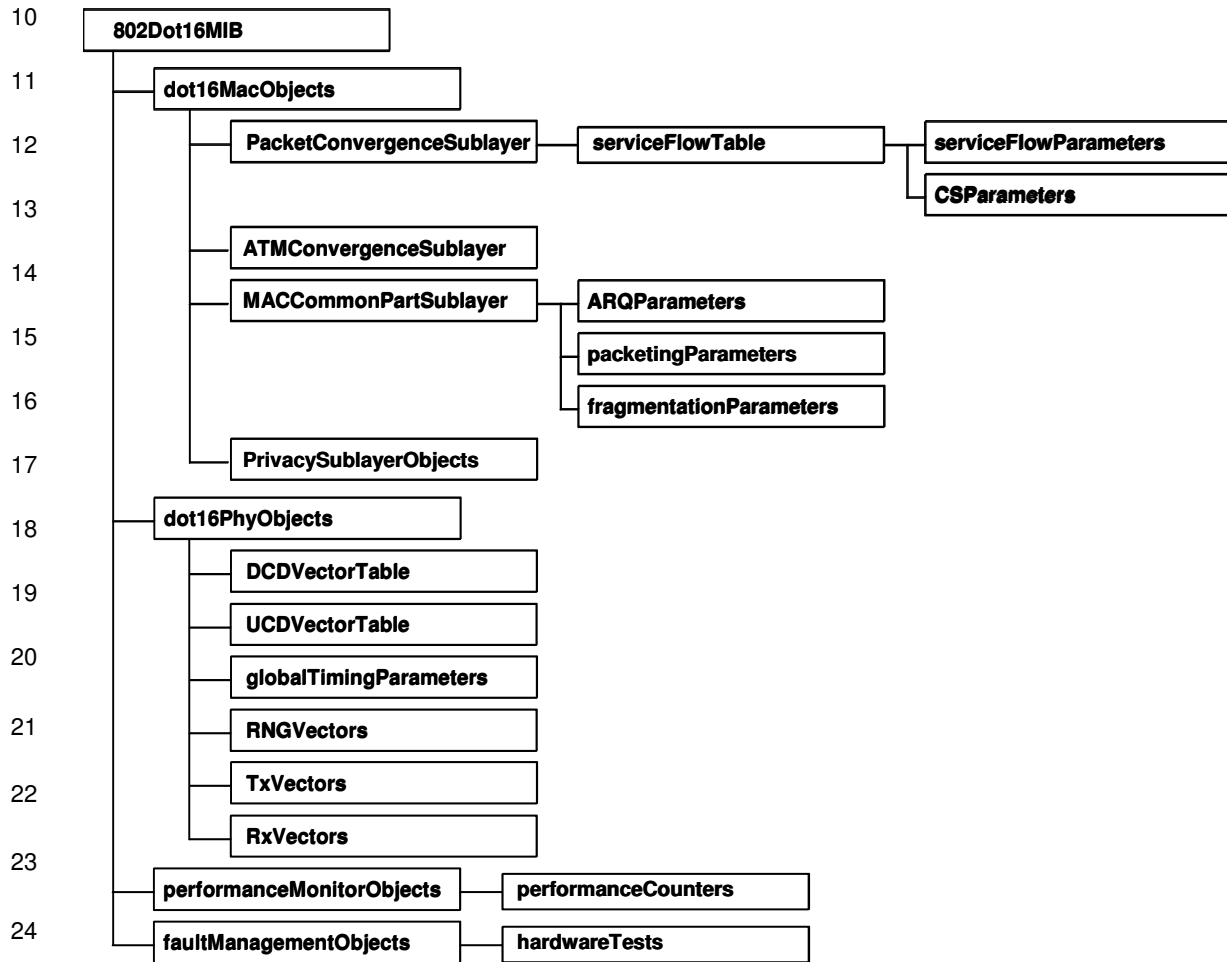 10 802Dot16MIB
11 dot16MacObjects
12 PacketConvergenceSublayer serviceFlowTable serviceFlowParameters
CSParameters
13
ATMConvergenceSublayer
14
MACCommonPartSublayer ARQParameters
15
packetingParameters
16 fragmentationParameters
17 PrivacySublayerObjects
dot16PhyObjects
18
DCDVectorTable
19
UCDVectorTable
20
globalTimingParameters
21 RNGVectors
TxVectors
22
RxVectors
23
performanceMonitorObjects performanceCounters
24 faultManagementObjects hardwareTests